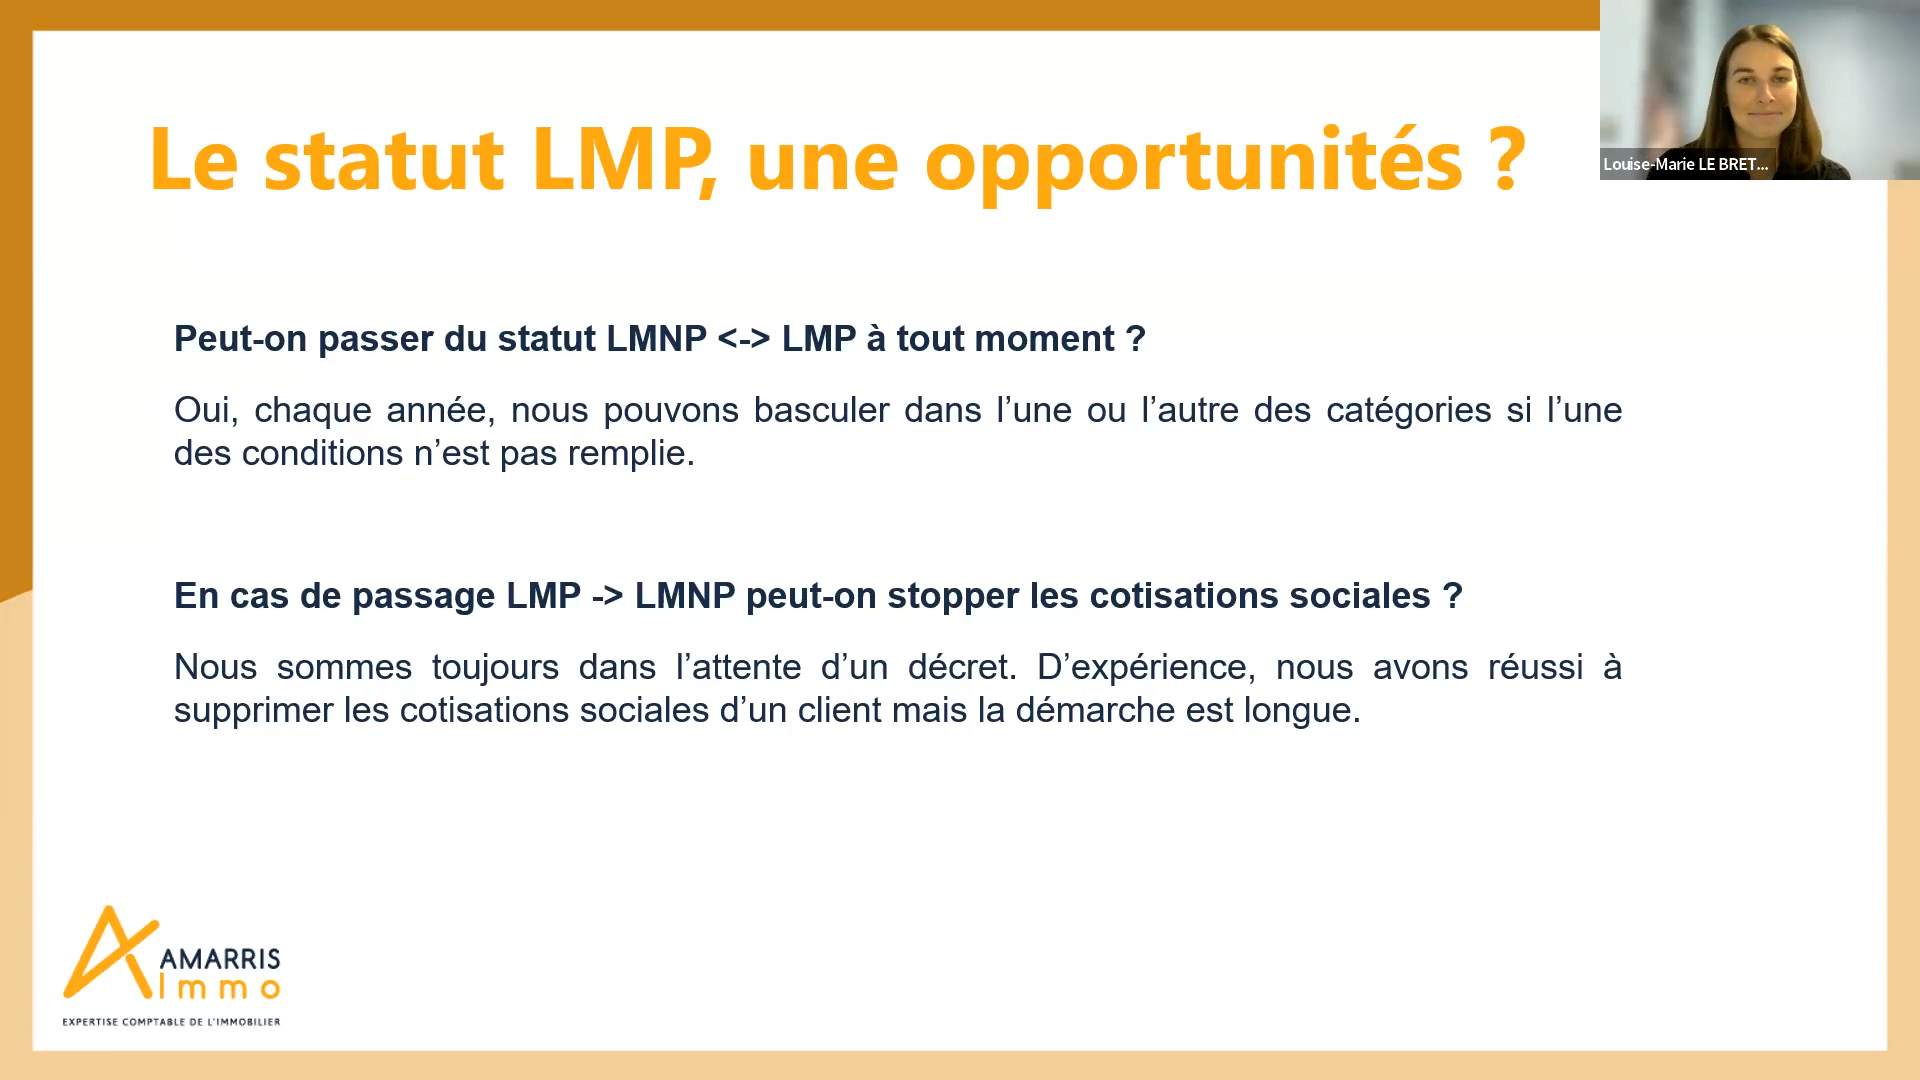 Le statut LMP, une opportunités ?
Louise-Marie LE BRET...
Peut-on passer du statut LMNP <-> LMP à tout moment ?
Oui, chaque année, nous pouvons basculer dans l’une ou l’autre des catégories si l’une
des conditions n’est pas remplie.
En cas de passage LMP -> LMNP peut-on stopper les cotisations sociales ?
Nous sommes toujours dans l’attente d’un décret. D’expérience, nous avons réussi à
supprimer les cotisations sociales d’un client mais la démarche est longue.
AMARRIS
Immo
EXPERTISE COMPTABLE DE L’IMMOBILIER